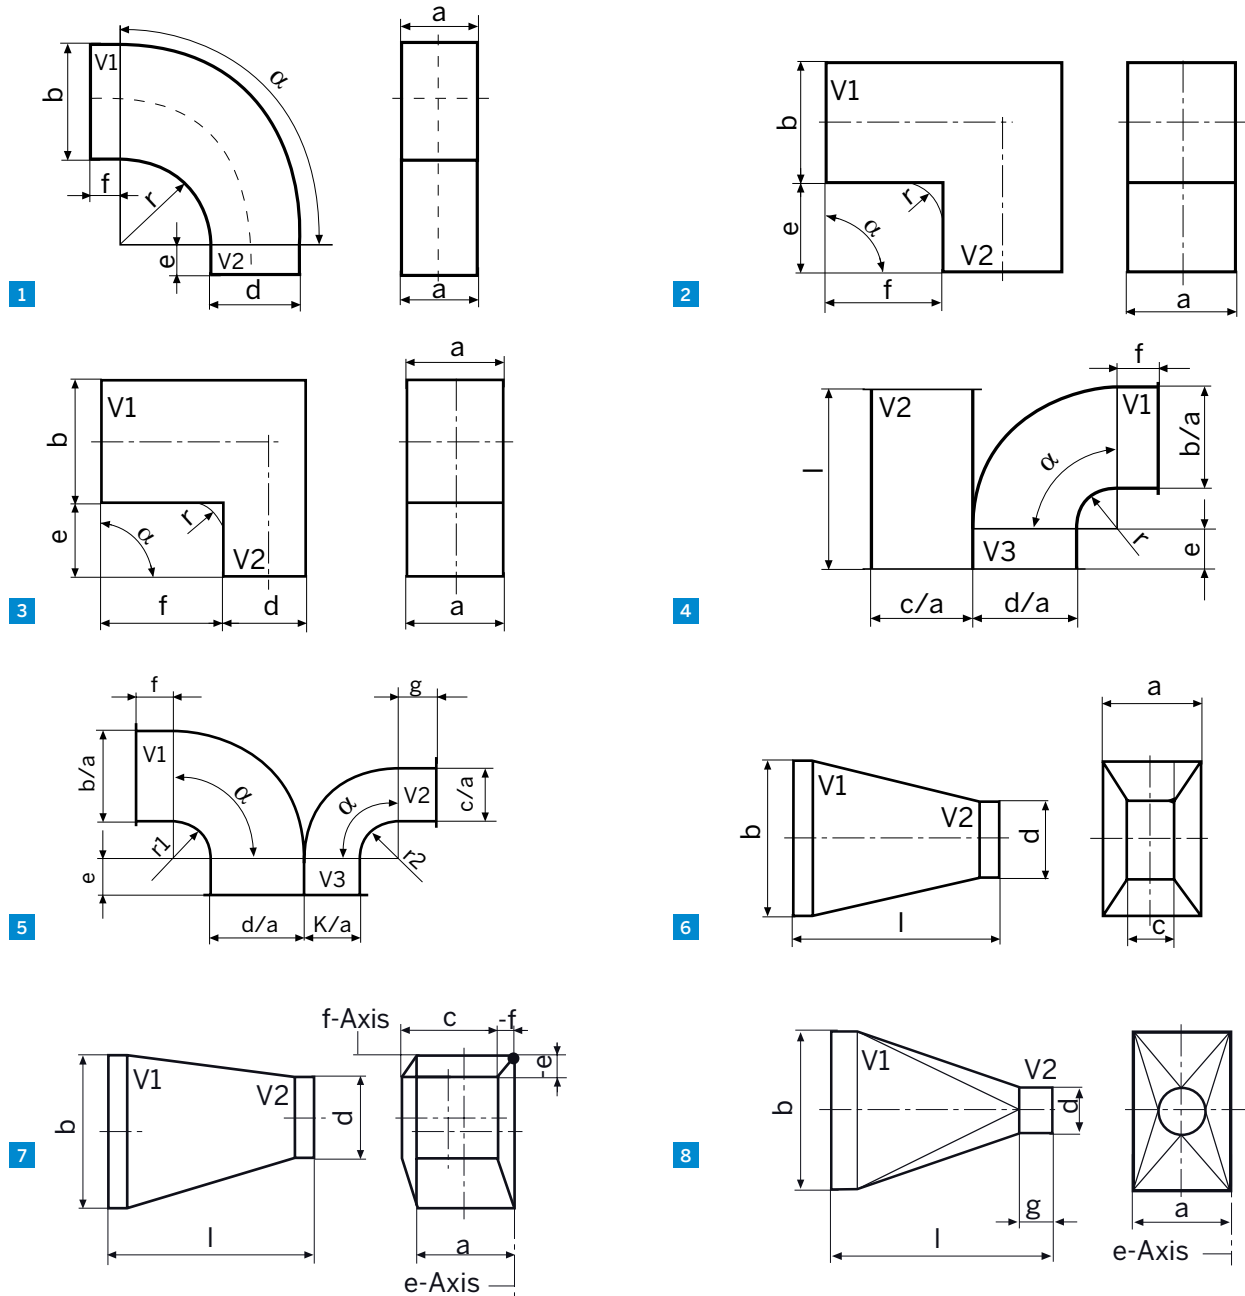 a
V1
α
b
f
r
e
V2
d
a
1
V1
b
r
e
α
V2
f
a
2
a
V1
b
r
e
α
V2
f
d
a
3
f
V2
V1
l
α
b/a
V3
r
e
c/a
d/a
4
f
g
V1
b/a
α
α
V2
c/a
r1
r2
e
V3
d/a
K/a
5
a
V1
b
V2
d
l
c
6
f-Axis
c
-f
-e
V1
V2
b
d
l
a
e-Axis
7
V1
V2
b
d
g
a
l
e-Axis
8